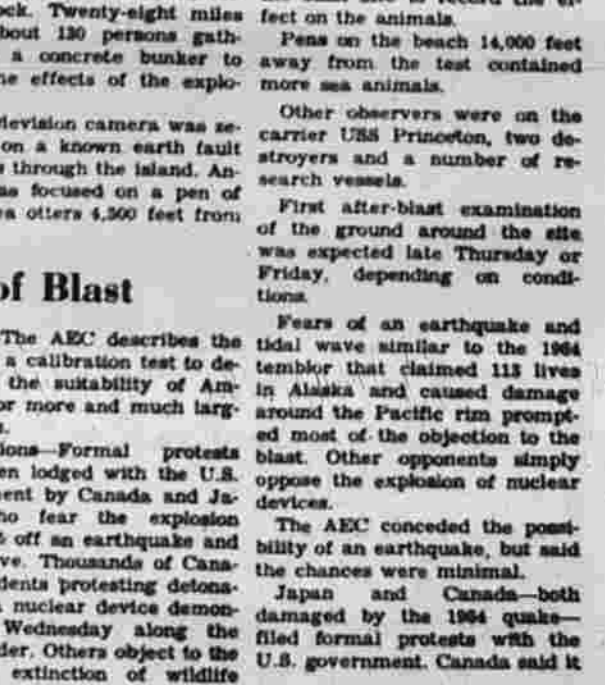 ock. Twenty-eight miles
bout 130 persons gath-
a concrete bunker to
he effects of the explo-
levision camera was se-
on a known earth fault
through the island. An-
as focused on a pen of
a otters 4,500 feet from
of Blast
The AEC describes the
a calibration test to de-
the suitability of Am-
or more and much larg-
s.
ions—Formal protests
en lodged with the U.S.
ment by Canada and Ja-
ho fear the explosion
off an earthquake and
ve. Thousands of Cana-
dents protesting detona-
nuclear device demon-
Wednesday along the
der. Others object to the
extinction of wildlife
fect on the animals.
Pens on the beach 14,000 feet
away from the test contained
more sea animals.
Other observers were on the
carrier USS Princeton, two de-
stroyers and a number of re-
search vessels.
First after-blast examination
of the ground around the site
was expected late Thursday or
Friday, depending on condi-
tions.
Fears of an earthquake and
tidal wave similar to the 1964
temblor that claimed 113 lives
in Alaska and caused damage
around the Pacific rim prompt-
ed most of the objection to the
blast. Other opponents simply
oppose the explosion of nuclear
devices.
The AEC conceded the possi-
bility of an earthquake, but said
the chances were minimal.
Japan and Canada—both
damaged by the 1964 quake—
filed formal protests with the
U.S. government. Canada said it